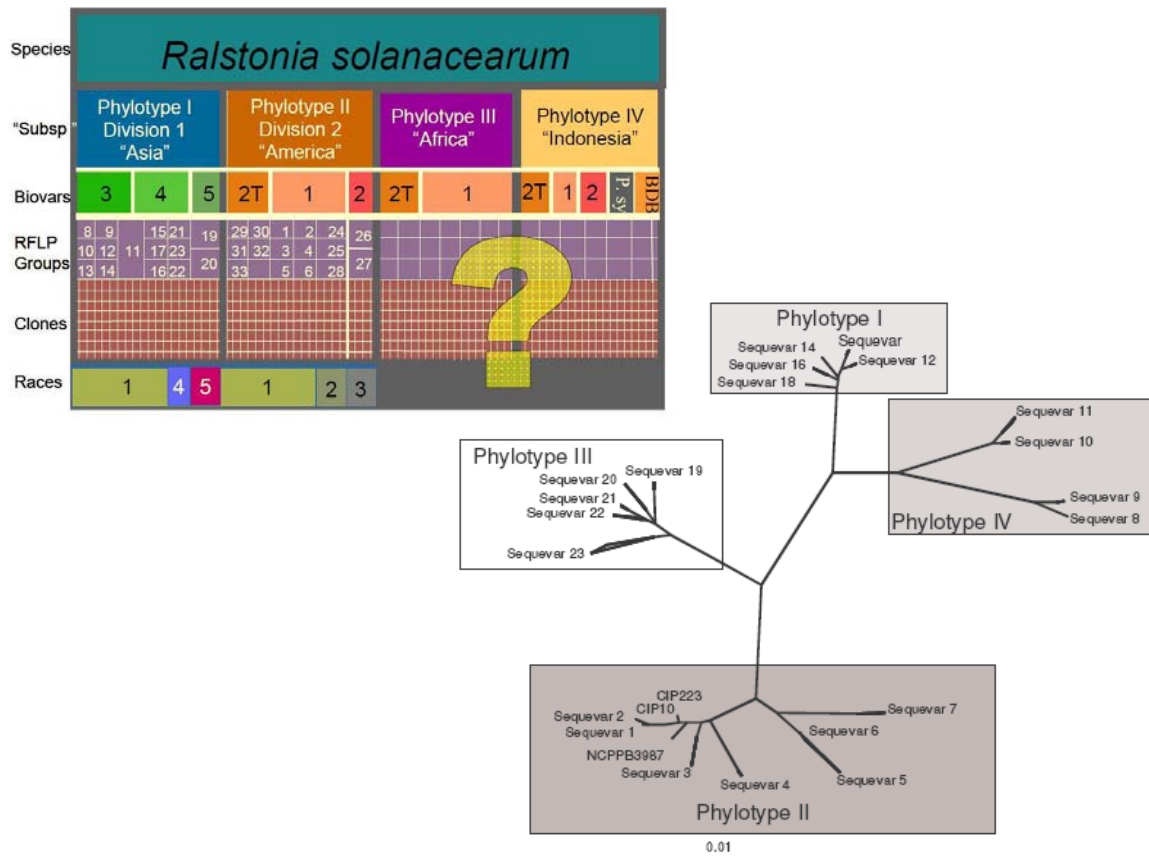 Species
Ralstonia solanacearum
"Subsp"
Phylotype I
Division 1
"Asia"
Phylotype II
Division 2
"America"
Phylotype III
"Africa"
Phylotype IV
"Indonesia"
Biovars
3 4 5 2T 1 2 2T 1 2T 1 2 P. sy BDB
RFLP
Groups
8 9 11 15 21 19 29 30 1 2 24 26
10 12 17 23 31 32 3 4 25
13 14 16 22 20 33 5 6 28 27
?
Clones
Races
1 4 5 1 2 3
Phylotype I
Sequevar 14
Sequevar
Sequevar 16
Sequevar 12
Sequevar 18
Sequevar 11
Sequevar 10
Sequevar 9
Sequevar 8
Phylotype IV
Phylotype III
Sequevar 19
Sequevar 20
Sequevar 21
Sequevar 22
Sequevar 23
CIP223
CIP10
Sequevar 2
Sequevar 1
NCPPB3987
Sequevar 3
Sequevar 4
Sequevar 7
Sequevar 6
Sequevar 5
Phylotype II
0.01